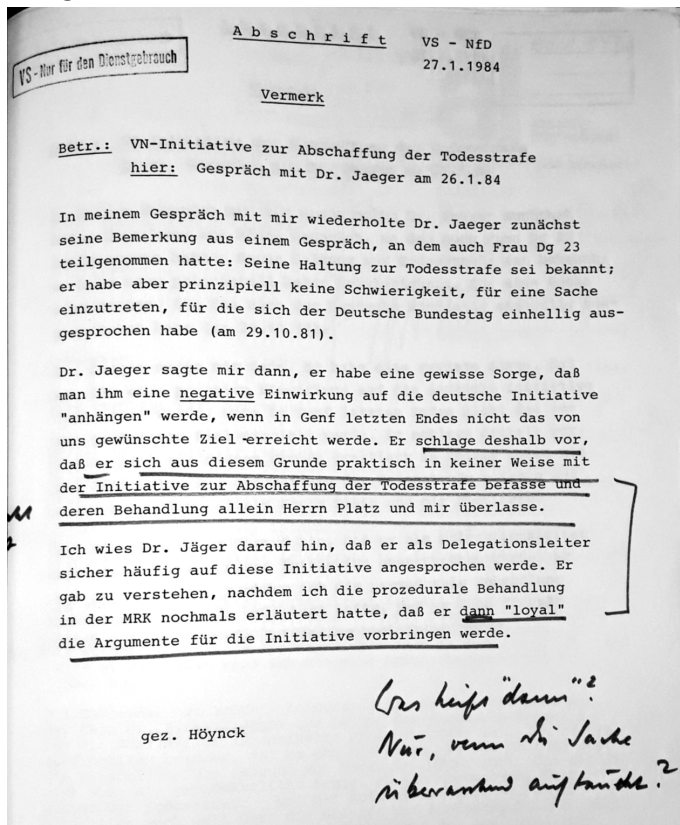 A b s c h r i f t
VS - NfD
VS - Nur für den Dienstgebrauch
27.1.1984
Vermerk
Betr.: VN-Initiative zur Abschaffung der Todesstrafe
hier: Gespräch mit Dr. Jaeger am 26.1.84
In meinem Gespräch mit mir wiederholte Dr. Jaeger zunächst
seine Bemerkung aus einem Gespräch, an dem auch Frau Dg 23
teilgenommen hatte: Seine Haltung zur Todesstrafe sei bekannt;
er habe aber prinzipiell keine Schwierigkeit, für eine Sache
einzutreten, für die sich der Deutsche Bundestag einhellig aus-
gesprochen habe (am 29.10.81).
Dr. Jaeger sagte mir dann, er habe eine gewisse Sorge, daß
man ihm eine negative Einwirkung auf die deutsche Initiative
"anhängen" werde, wenn in Genf letzten Endes nicht das von
uns gewünschte Ziel erreicht werde. Er schlage deshalb vor,
daß er sich aus diesem Grunde praktisch in keiner Weise mit
der Initiative zur Abschaffung der Todesstrafe befasse und
deren Behandlung allein Herrn Platz und mir überlasse.
Ich wies Dr. Jäger darauf hin, daß er als Delegationsleiter
sicher häufig auf diese Initiative angesprochen werde. Er
gab zu verstehen, nachdem ich die prozedurale Behandlung
in der MRK nochmals erläutert hatte, daß er dann "loyal"
die Argumente für die Initiative vorbringen werde.
gez. Höynck
Was heißt "dann"?
Nur, wenn die Sache
überraschend auftaucht?